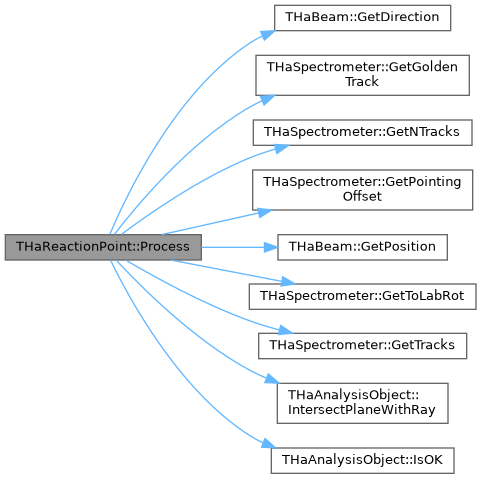 THaReactionPoint::Process
THaBeam::GetDirection
THaSpectrometer::GetGolden
Track
THaSpectrometer::GetNTracks
THaSpectrometer::GetPointing
Offset
THaBeam::GetPosition
THaSpectrometer::GetToLabRot
THaSpectrometer::GetTracks
THaAnalysisObject::
IntersectPlaneWithRay
THaAnalysisObject::IsOK